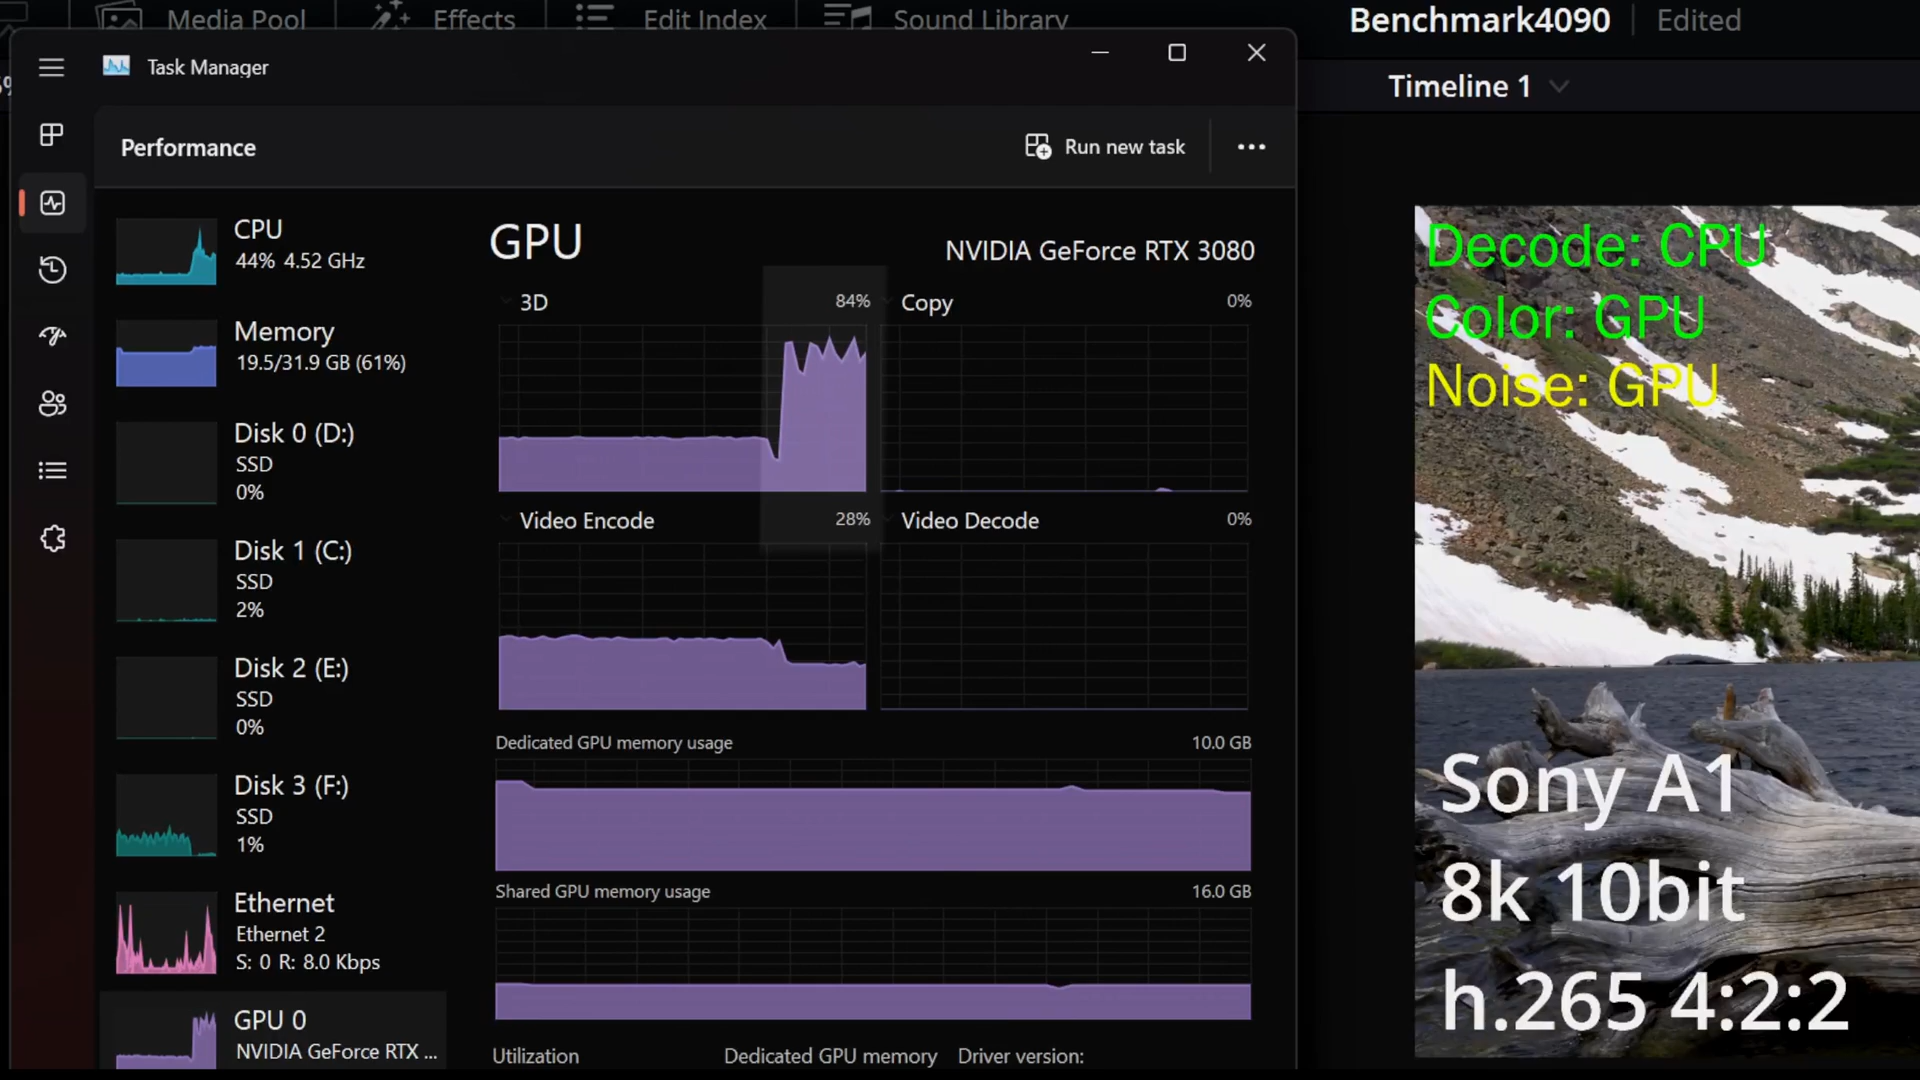 Media Pool
Effects
Edit Index
Sound Library
Benchmark4090
Edited
Task Manager
Timeline 1
Performance
Run new task
CPU
44% 4.52 GHz
Memory
19.5/31.9 GB (61%)
Disk 0 (D:)
SSD
0%
Disk 1 (C:)
SSD
2%
Disk 2 (E:)
SSD
0%
Disk 3 (F:)
SSD
1%
Ethernet
Ethernet 2
S: 0 R: 8.0 Kbps
GPU 0
NVIDIA GeForce RTX ...
GPU
NVIDIA GeForce RTX 3080
3D
84%
Copy
0%
Video Encode
28%
Video Decode
0%
Dedicated GPU memory usage
10.0 GB
Shared GPU memory usage
16.0 GB
Utilization
Dedicated GPU memory
Driver version:
Decode: CPU
Color: GPU
Noise: GPU
Sony A1
8k 10bit
h.265 4:2:2